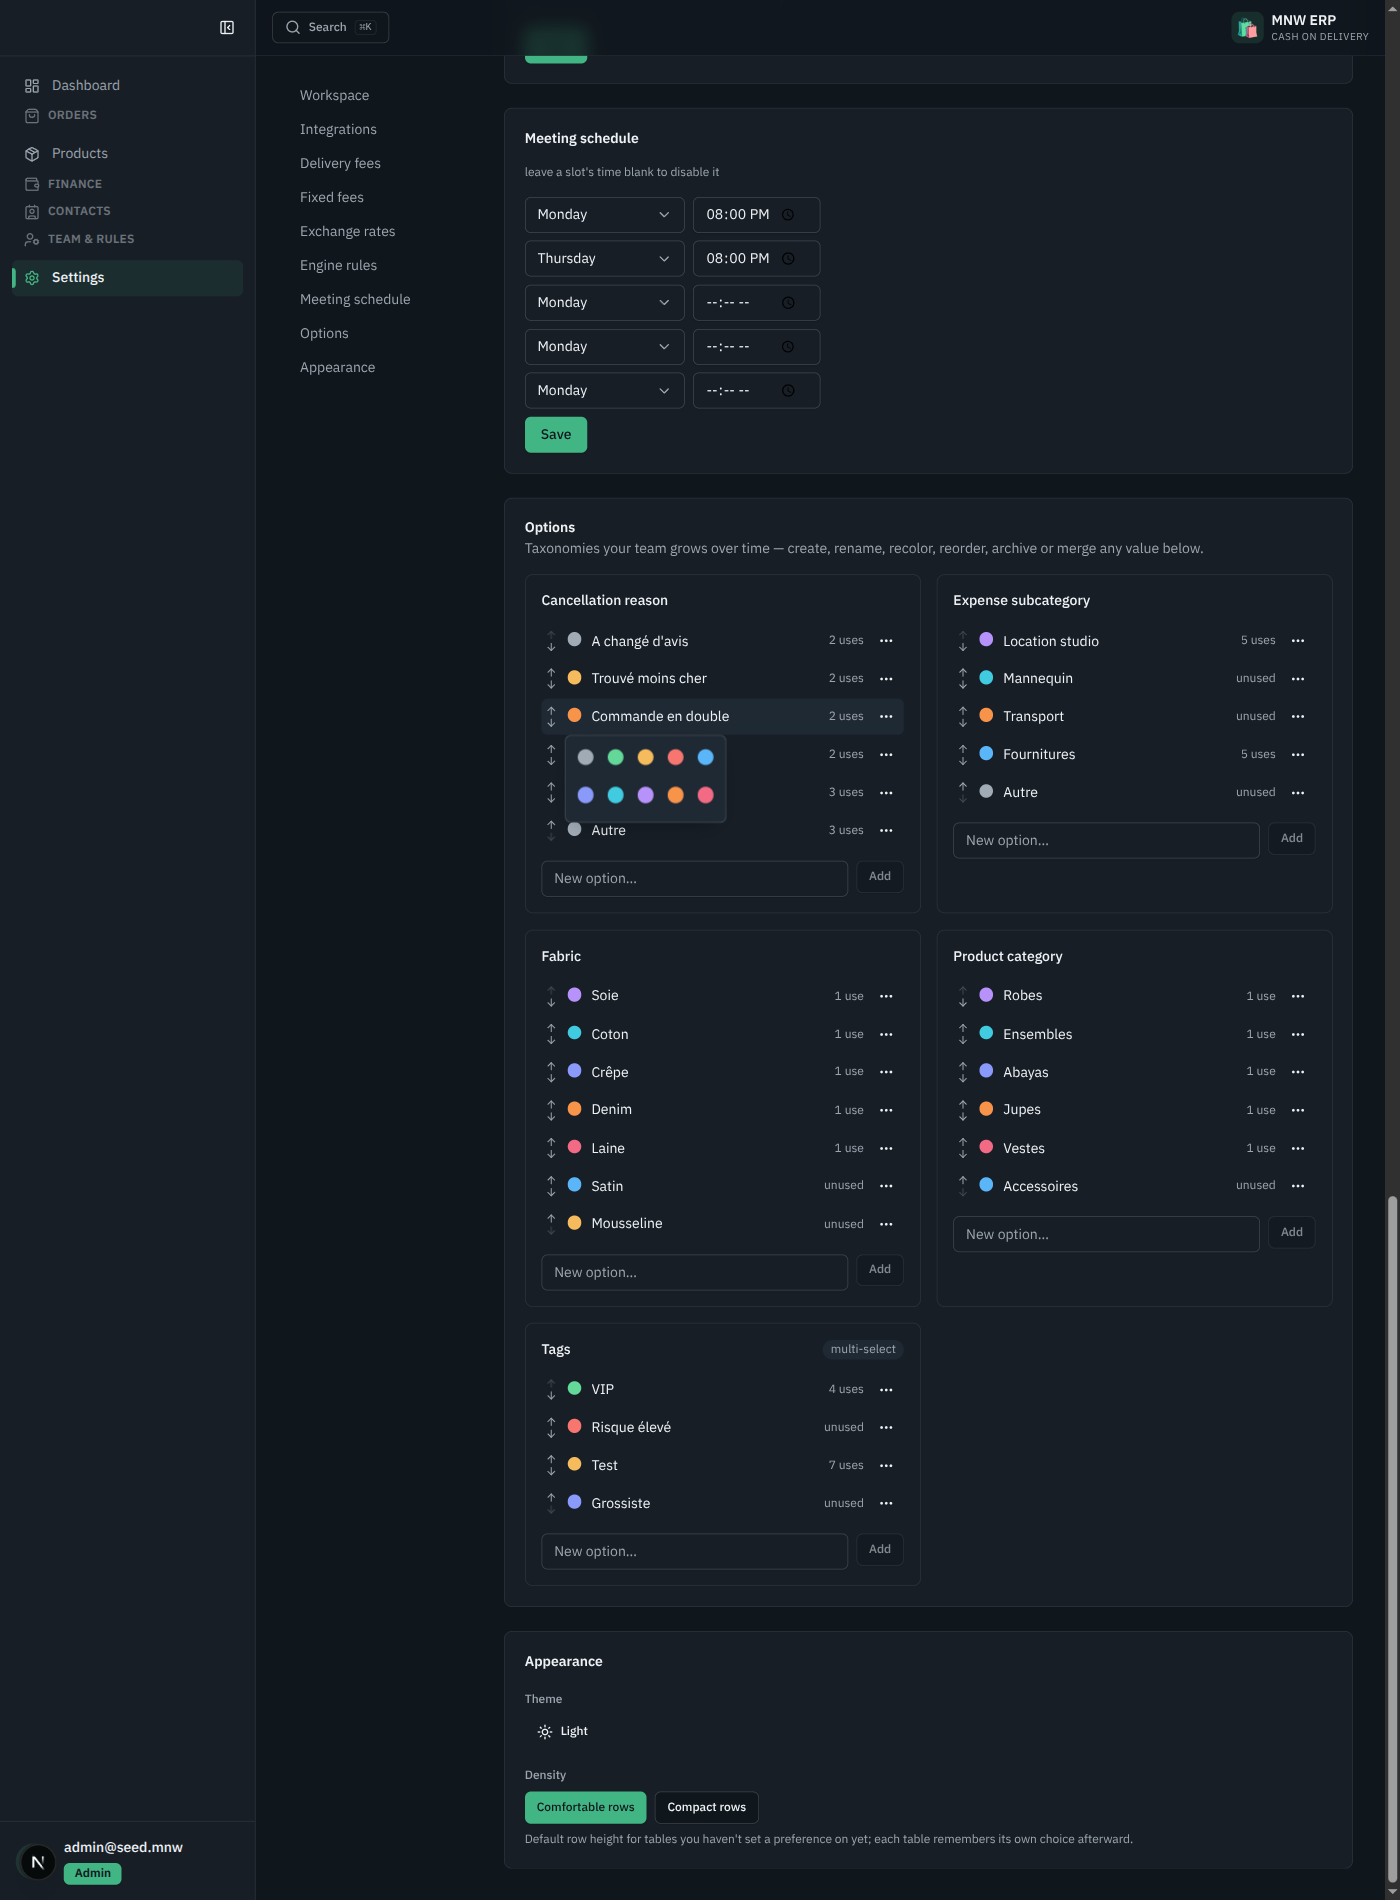 Search ⌘K
MNW ERP
CASH ON DELIVERY
Dashboard
ORDERS
Products
FINANCE
CONTACTS
TEAM & RULES
Settings
Workspace
Integrations
Delivery fees
Fixed fees
Exchange rates
Engine rules
Meeting schedule
Options
Appearance
Meeting schedule
leave a slot's time blank to disable it
Monday 08:00 PM
Thursday 08:00 PM
Monday --:-- --
Monday --:-- --
Monday --:-- --
Save
Options
Taxonomies your team grows over time — create, rename, recolor, reorder, archive or merge any value below.
Cancellation reason
A changé d'avis 2 uses
Trouvé moins cher 2 uses
Commande en double 2 uses
2 uses
3 uses
Autre 3 uses
New option... Add
Expense subcategory
Location studio 5 uses
Mannequin unused
Transport unused
Fournitures 5 uses
Autre unused
New option... Add
Fabric
Soie 1 use
Coton 1 use
Crêpe 1 use
Denim 1 use
Laine 1 use
Satin unused
Mousseline unused
New option... Add
Product category
Robes 1 use
Ensembles 1 use
Abayas 1 use
Jupes 1 use
Vestes 1 use
Accessoires unused
New option... Add
Tags multi-select
VIP 4 uses
Risque élevé unused
Test 7 uses
Grossiste unused
New option... Add
Appearance
Theme
Light
Density
Comfortable rows Compact rows
Default row height for tables you haven't set a preference on yet; each table remembers its own choice afterward.
N
admin@seed.mnw
Admin